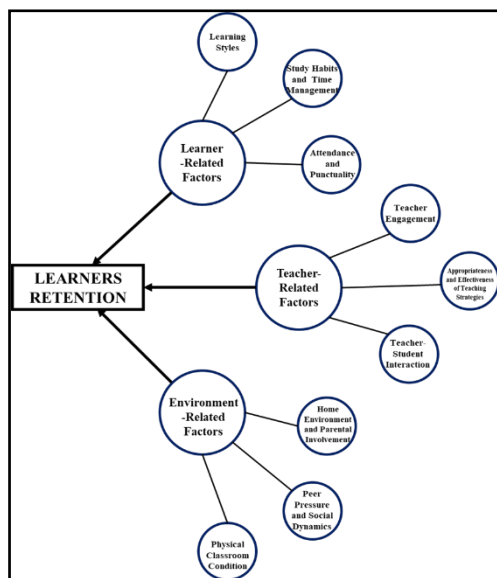 Learning
Styles
Study Habits
and Time
Management
Learner
-Related
Factors
Attendance
and
Punctuality
Teacher
Engagement
LEARNERS
RETENTION
Teacher-
Related
Factors
Appropriateness
and Effectiveness
of Teaching
Strategies
Teacher-
Student
Interaction
Environment
-Related
Factors
Home
Environment
and Parental
Involvement
Peer
Pressure
and Social
Dynamics
Physical
Classroom
Condition